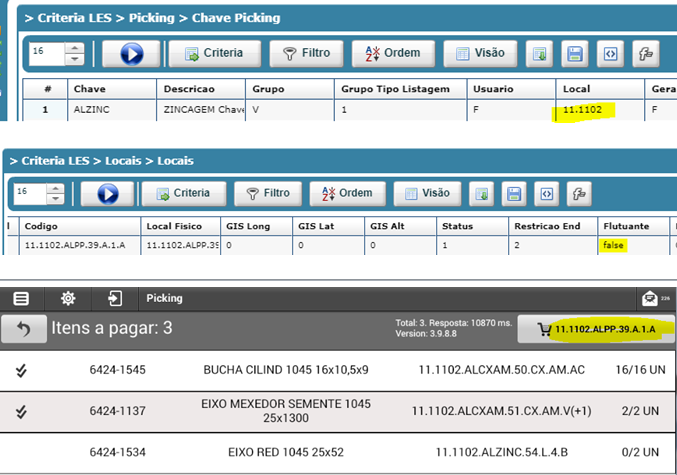 > Criteria LES > Picking > Chave Picking
16 Criteria Filtro Ordem Visão
# Chave Descricao Grupo Grupo Tipo Listagem Usuario Local Gera
1 ALZINC ZINCAGEM Chave V 1 F 11.1102 F
> Criteria LES > Locais > Locais
16 Criteria Filtro Ordem Visão
Codigo Local Fisico GIS Long GIS Lat GIS Alt Status Restricao End Flutuante
11.1102.ALPP.39.A.1.A 11.1102.ALPP.39 0 0 0 1 2 false
Picking 326
Itens a pagar: 3 Total: 3. Resposta: 10870 ms. 11.1102.ALPP.39.A.1.A
Version: 3.9.8.8
6424-1545 BUCHA CILIND 1045 16x10,5x9 11.1102.ALCXAM.50.CX.AM.AC 16/16 UN
6424-1137 EIXO MEXEDOR SEMENTE 1045 11.1102.ALCXAM.51.CX.AM.V(+1) 2/2 UN
25x1300
6424-1534 EIXO RED 1045 25x52 11.1102.ALZINC.54.L.4.B 0/2 UN